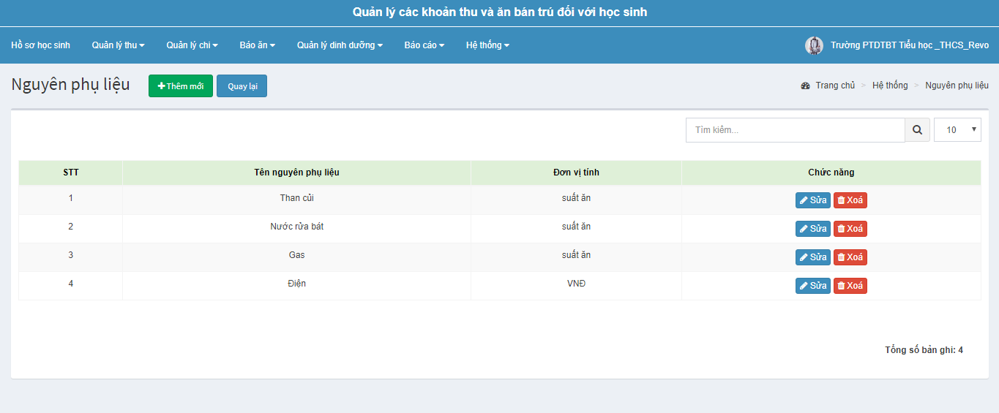 Quản lý các khoản thu và ăn bán trú đối với học sinh
Hồ sơ học sinh Quản lý thu Quản lý chi Báo ăn Quản lý dinh dưỡng Báo cáo Hệ thống Trường PTDTBT Tiểu học _THCS_Revo
Nguyên phụ liệu Thêm mới Quay lại Trang chủ > Hệ thống > Nguyên phụ liệu
Tìm kiếm... 10
STT Tên nguyên phụ liệu Đơn vị tính Chức năng
1 Than củi suất ăn Sửa Xoá
2 Nước rửa bát suất ăn Sửa Xoá
3 Gas suất ăn Sửa Xoá
4 Điện VNĐ Sửa Xoá
Tổng số bản ghi: 4